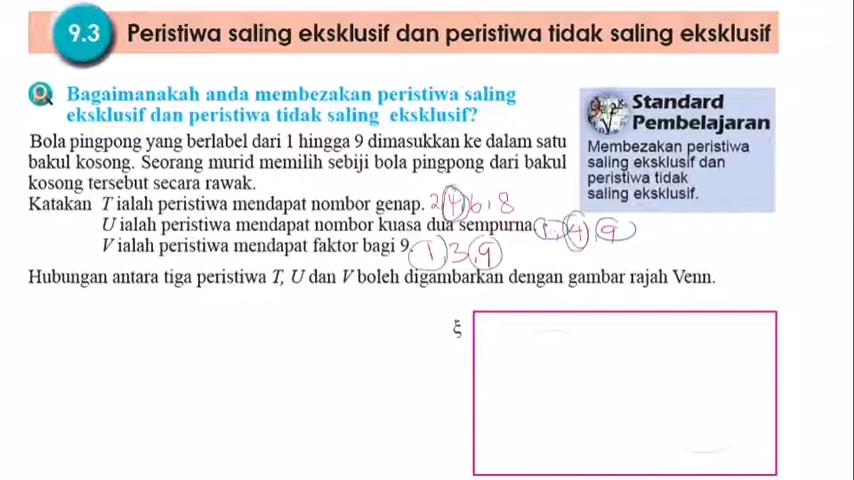 9.3 Peristiwa saling eksklusif dan peristiwa tidak saling eksklusif
Bagaimanakah anda membezakan peristiwa saling
eksklusif dan peristiwa tidak saling eksklusif?
Standard
Pembelajaran
Membezakan peristiwa
saling eksklusif dan
peristiwa tidak
saling eksklusif.
Bola pingpong yang berlabel dari 1 hingga 9 dimasukkan ke dalam satu
bakul kosong. Seorang murid memilih sebiji bola pingpong dari bakul
kosong tersebut secara rawak.
Katakan T ialah peristiwa mendapat nombor genap. 2, 4, 6, 8
U ialah peristiwa mendapat nombor kuasa dua sempurna 1, 4, 9
V ialah peristiwa mendapat faktor bagi 9. 1, 3, 9
Hubungan antara tiga peristiwa T, U dan V boleh digambarkan dengan gambar rajah Venn.
ξ